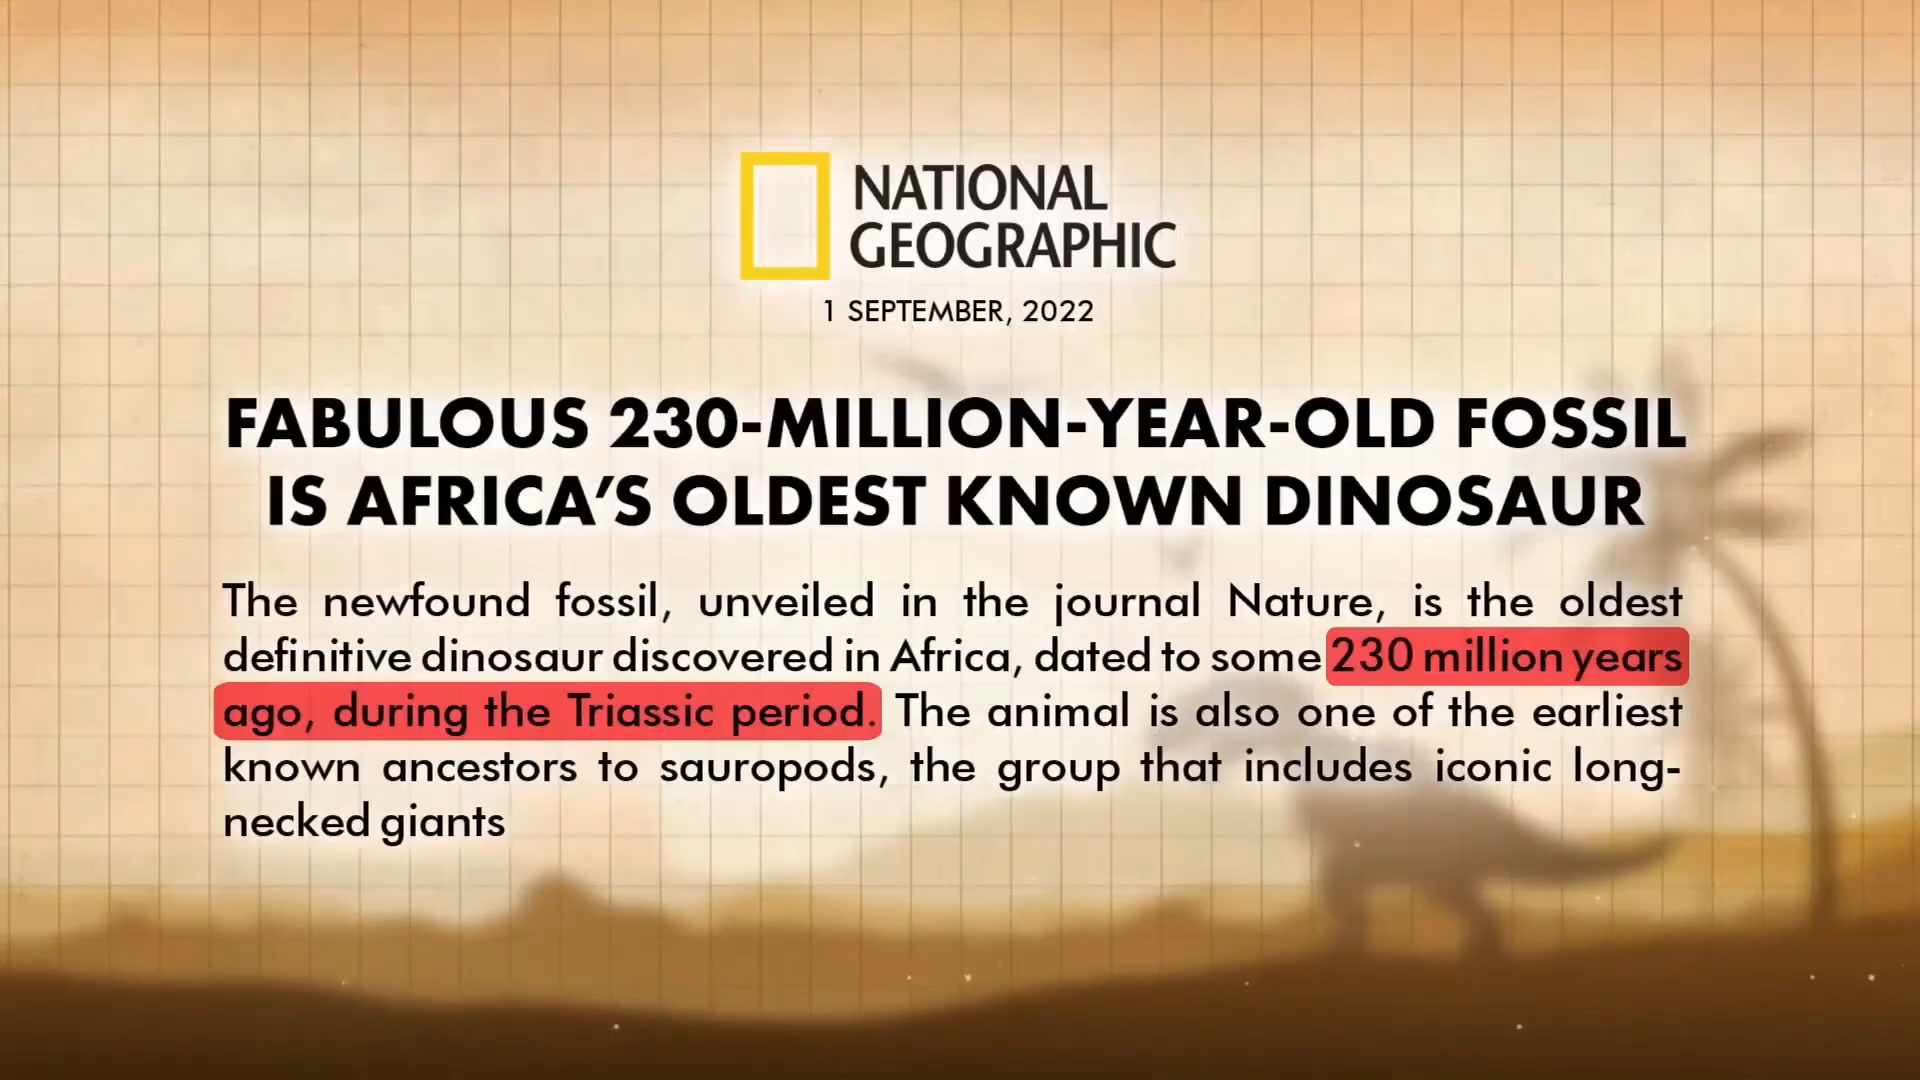 NATIONAL
GEOGRAPHIC
1 SEPTEMBER, 2022
FABULOUS 230-MILLION-YEAR-OLD FOSSIL
IS AFRICA'S OLDEST KNOWN DINOSAUR
The newfound fossil, unveiled in the journal Nature, is the oldest
definitive dinosaur discovered in Africa, dated to some 230 million years
ago, during the Triassic period. The animal is also one of the earliest
known ancestors to sauropods, the group that includes iconic long-
necked giants